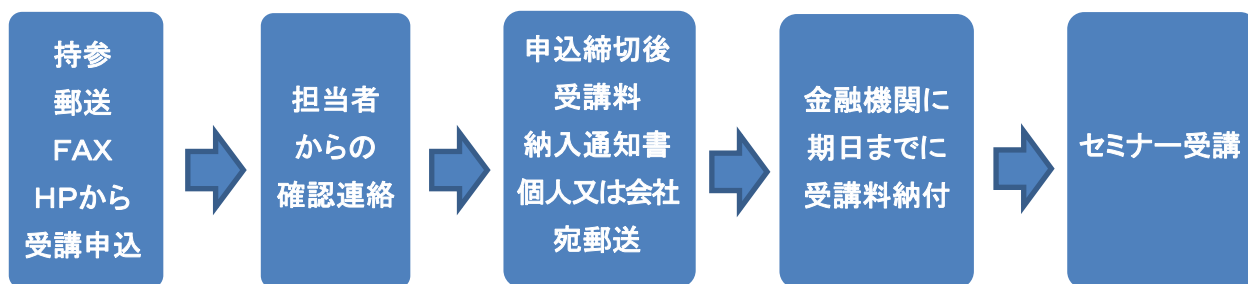 持参
郵送
FAX
HPから
受講申込
担当者
からの
確認連絡
申込締切後
受講料
納入通知書
個人又は会社
宛郵送
金融機関に
期日までに
受講料納付
セミナー受講